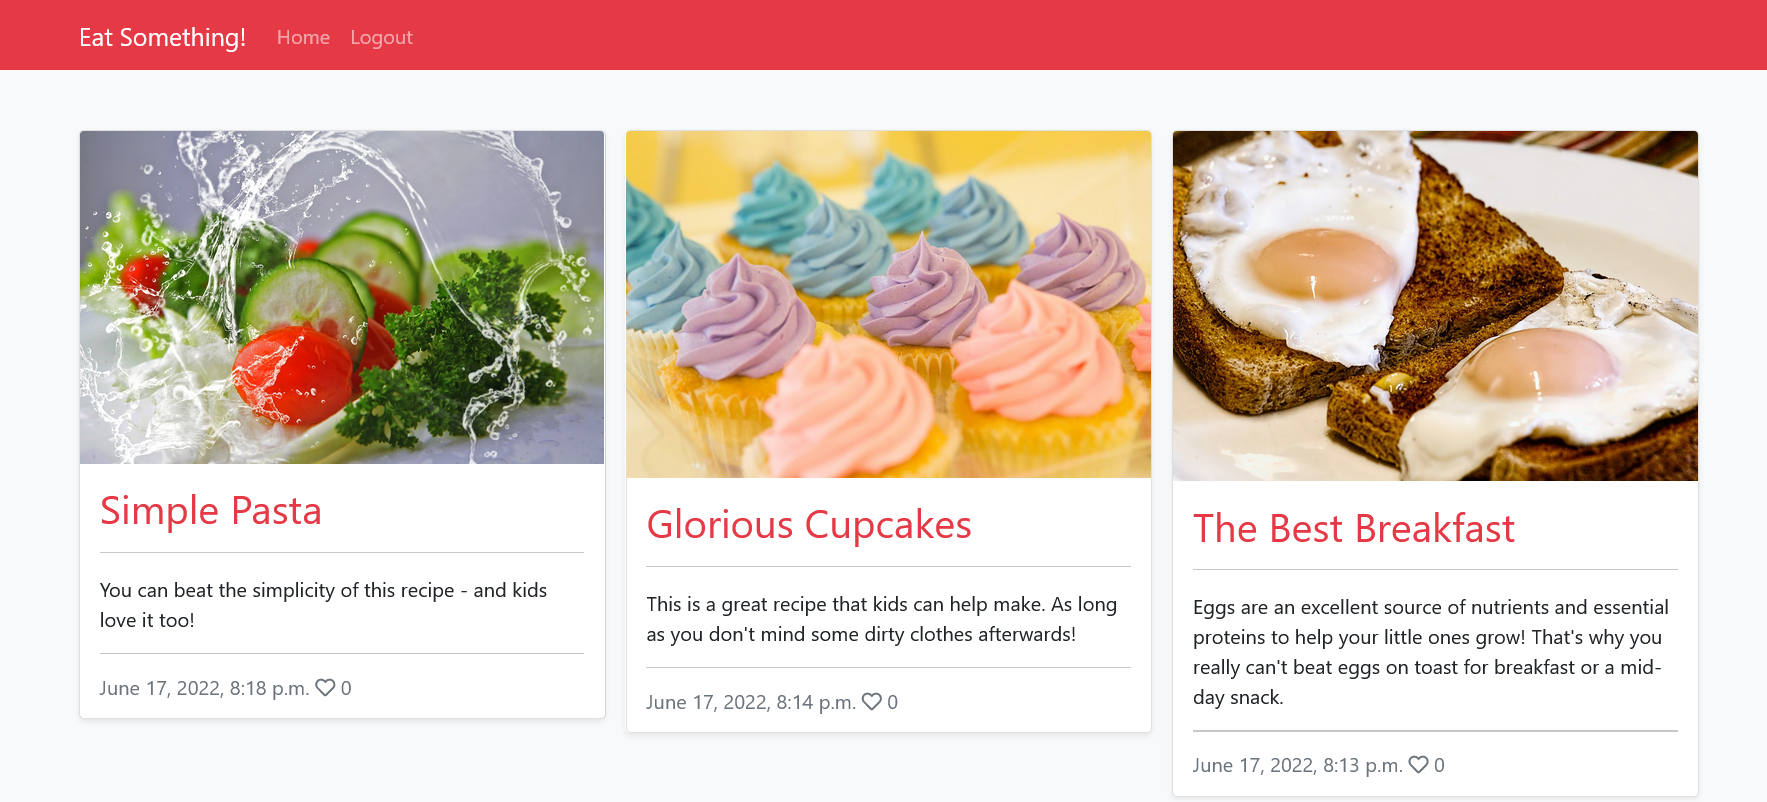 Eat Something! Home Logout
Simple Pasta
You can beat the simplicity of this recipe - and kids
love it too!
June 17, 2022, 8:18 p.m. 0
Glorious Cupcakes
This is a great recipe that kids can help make. As long
as you don't mind some dirty clothes afterwards!
June 17, 2022, 8:14 p.m. 0
The Best Breakfast
Eggs are an excellent source of nutrients and essential
proteins to help your little ones grow! That's why you
really can't beat eggs on toast for breakfast or a mid-
day snack.
June 17, 2022, 8:13 p.m. 0